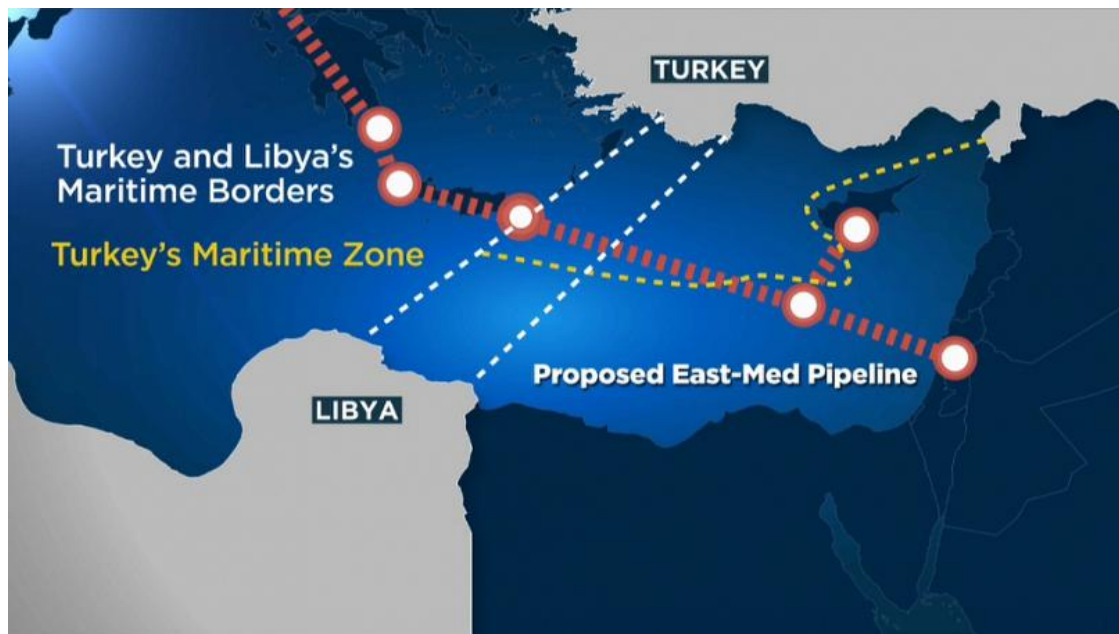 TURKEY
Turkey and Libya's
Maritime Borders
Turkey's Maritime Zone
Proposed East-Med Pipeline
LIBYA